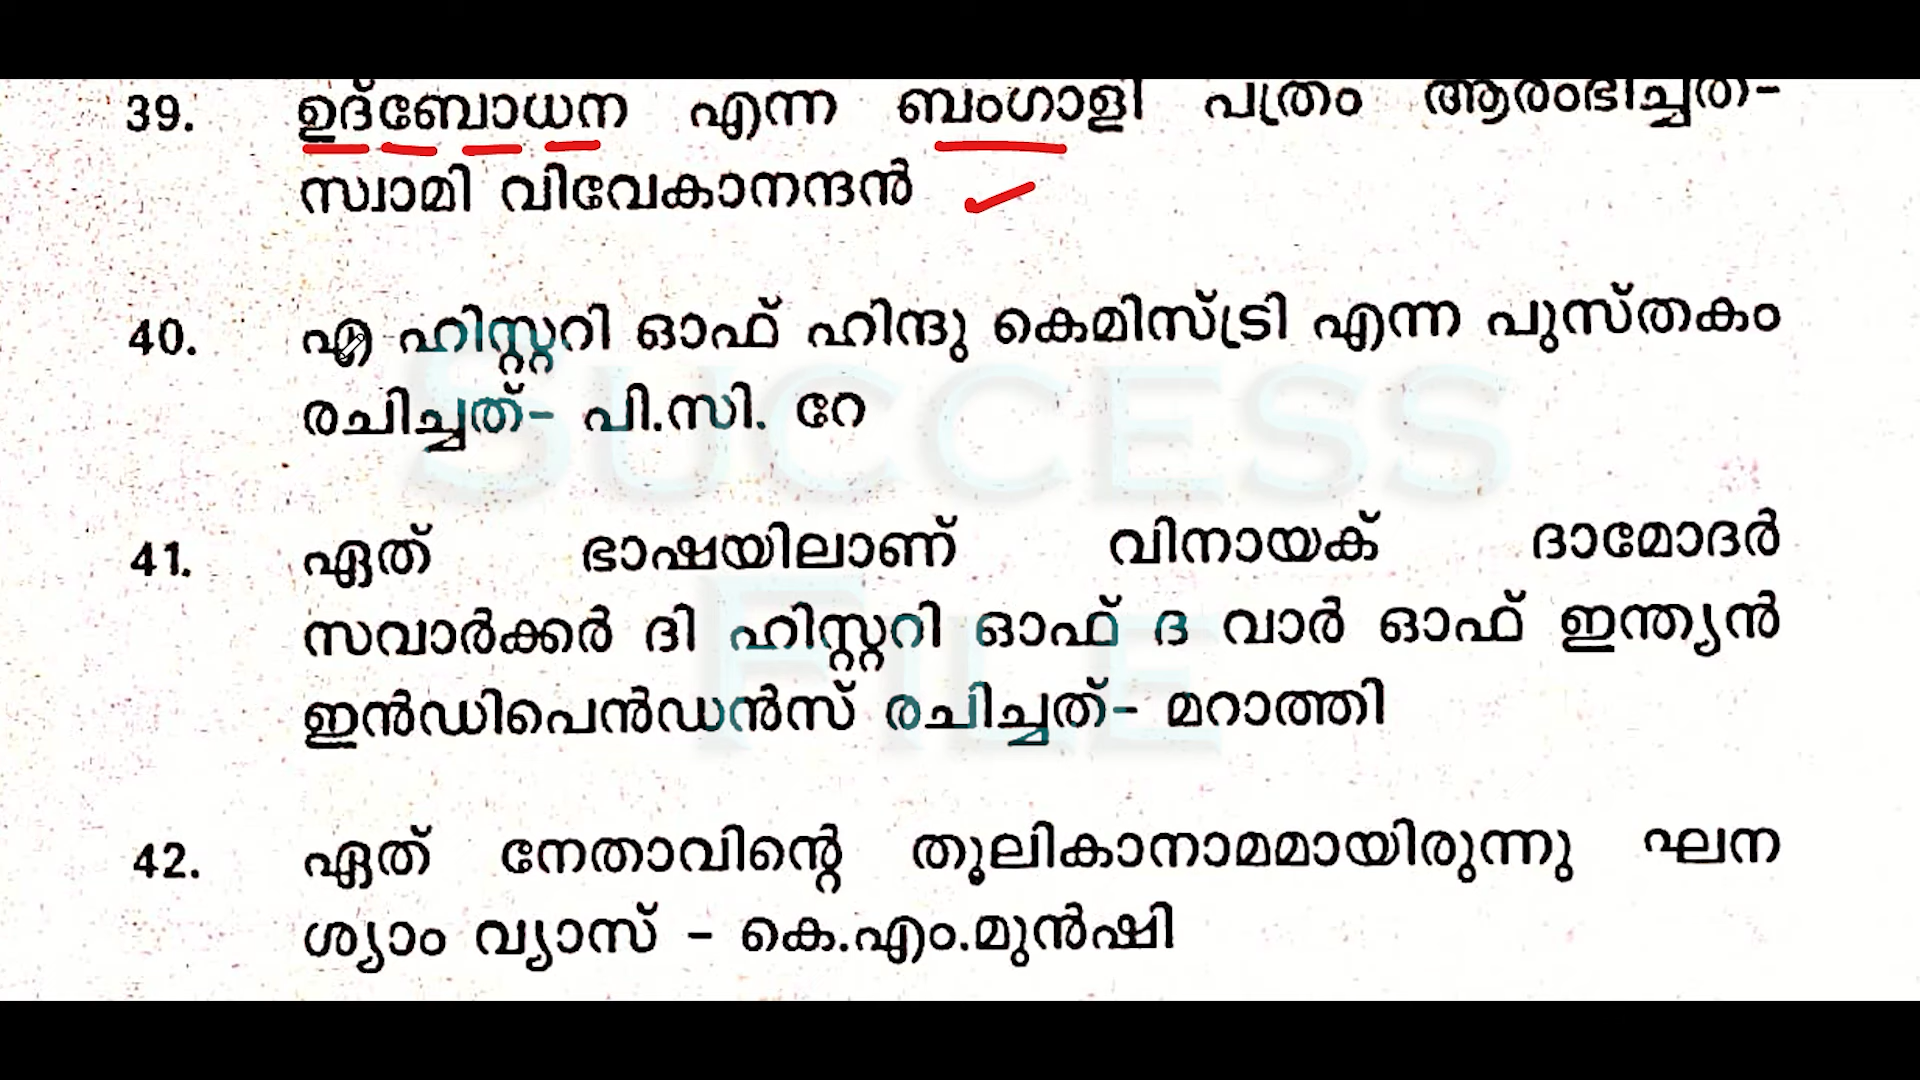 39. ഉദ്ബോധന എന്ന ബംഗാളി പത്രം ആരംഭിച്ചത്-
സ്വാമി വിവേകാനന്ദൻ
40. എ ഹിസ്റ്ററി ഓഫ് ഹിന്ദു കെമിസ്ട്രി എന്ന പുസ്തകം
രചിച്ചത്- പി.സി. റേ
41. ഏത് ഭാഷയിലാണ് വിനായക് ദാമോദർ
സവാർക്കർ ദി ഹിസ്റ്ററി ഓഫ് ദ വാർ ഓഫ് ഇന്ത്യൻ
ഇൻഡിപെൻഡൻസ് രചിച്ചത്- മറാത്തി
42. ഏത് നേതാവിന്റെ തൂലികാനാമമായിരുന്നു ഘന
ശ്യാം വ്യാസ് - കെ.എം.മുൻഷി
SUCCESS
FILE